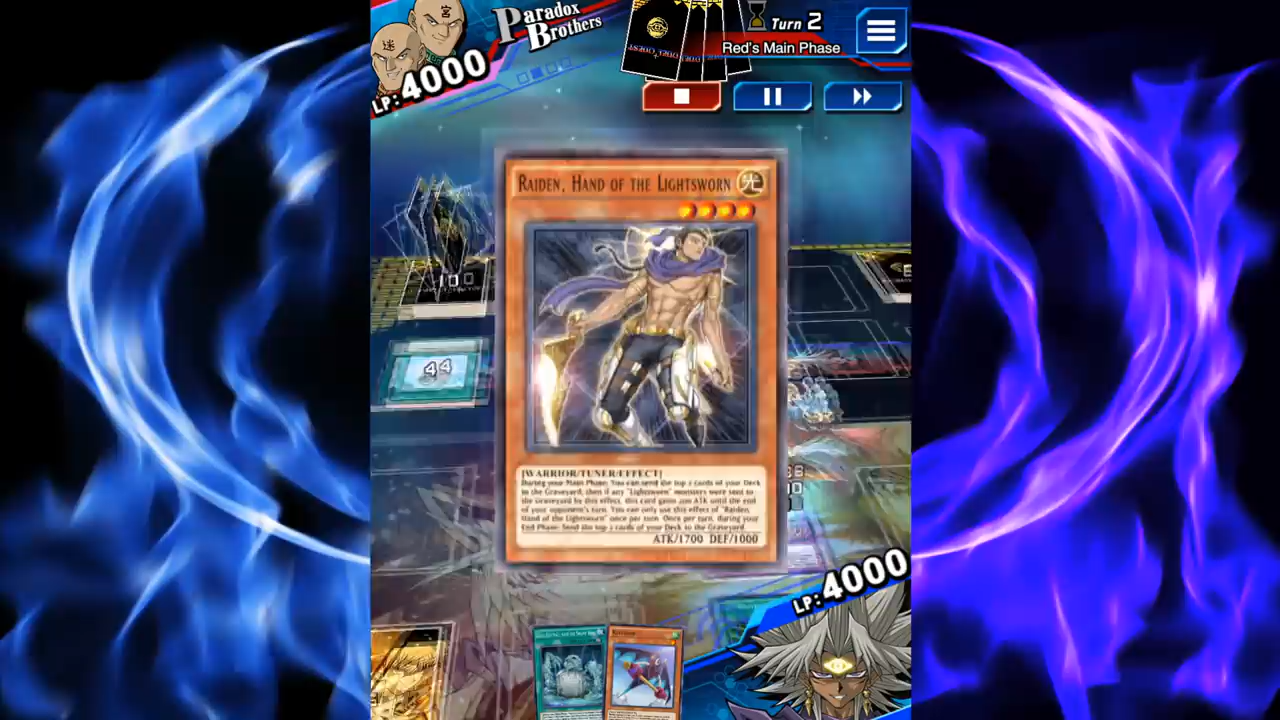 Paradox
Brothers
Turn 2
Red's Main Phase
LP: 4000
RAIDEN, HAND OF THE LIGHTSWORN 光
100
44
[WARRIOR/TUNER/EFFECT]
During your Main Phase: You can send the top 2 cards of your Deck
to the Graveyard, then if any "Lightsworn" monsters were sent to
the Graveyard by this effect, this card gains 200 ATK until the end
of your opponent's turn. You can only use this effect of "Raiden,
Hand of the Lightsworn" once per turn. Once per turn, during your
End Phase: Send the top 2 cards of your Deck to the Graveyard.
ATK/1700 DEF/1000
LP: 4000